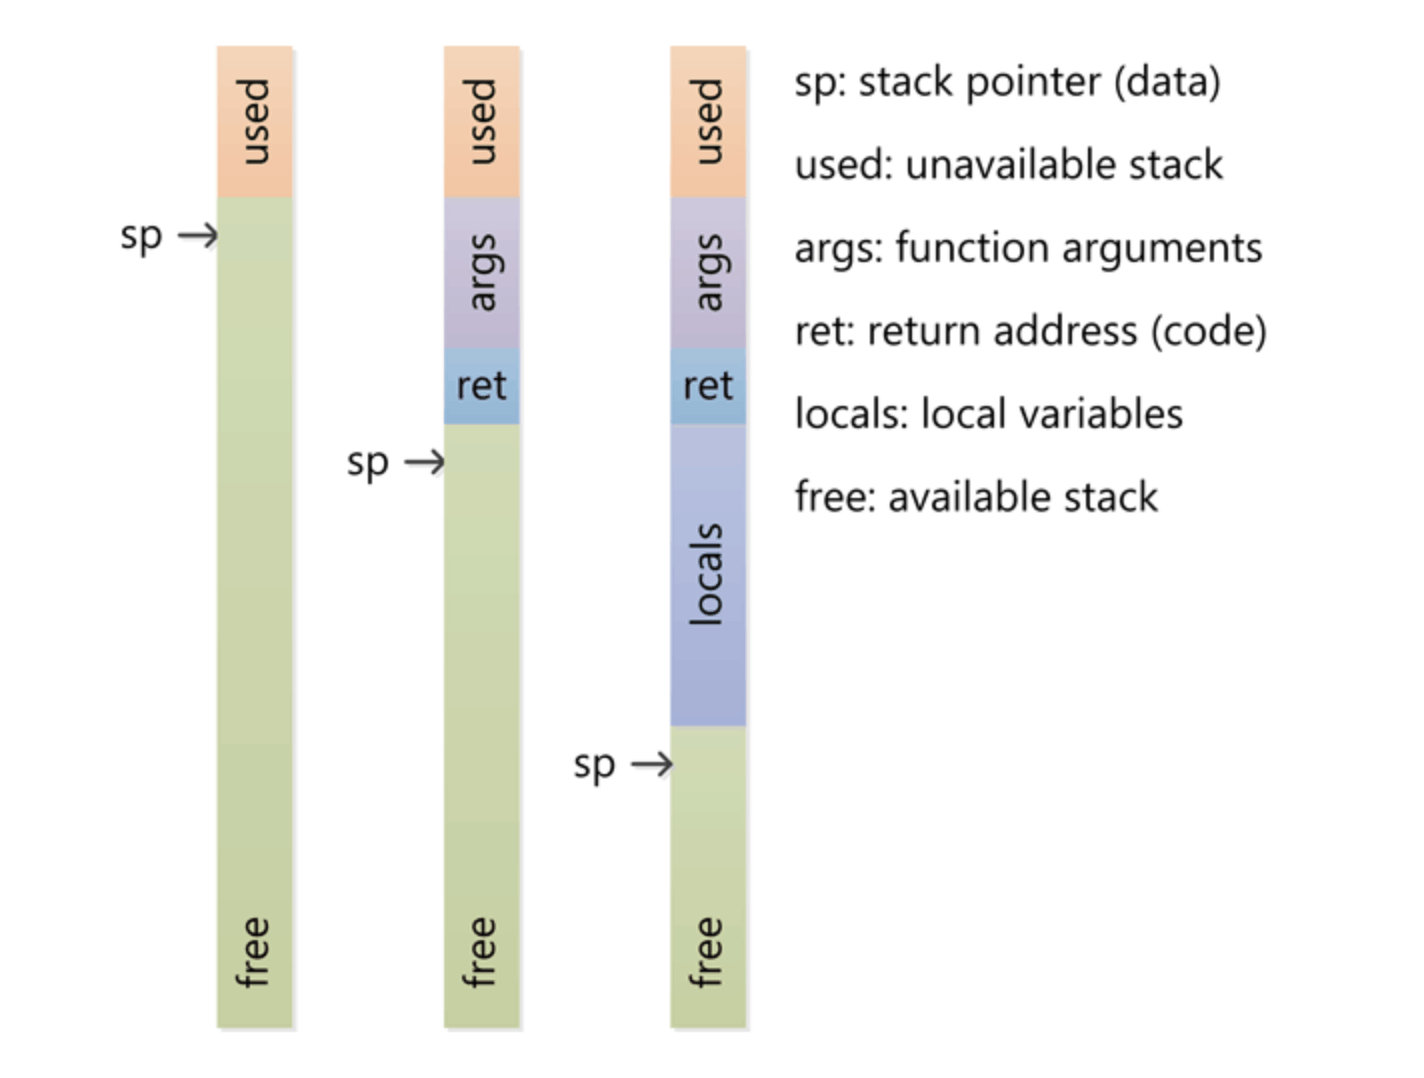 used
sp →
free
used
args
ret
sp →
free
used
args
ret
locals
sp →
free
sp: stack pointer (data)
used: unavailable stack
args: function arguments
ret: return address (code)
locals: local variables
free: available stack